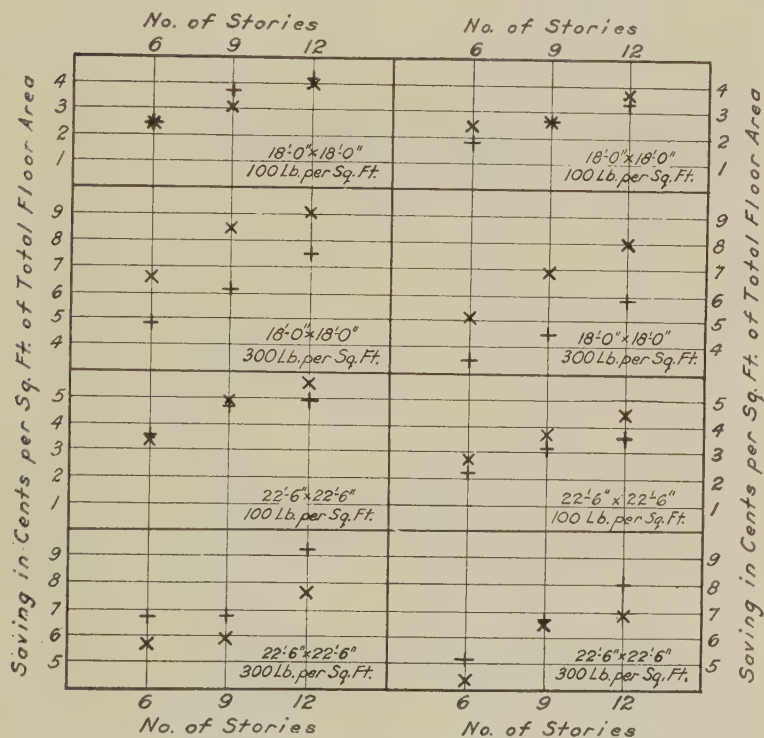 No. of Stories
No. of Stories
6 9 12
6 9 12
Saving in Cents per Sq. Ft. of Total Floor Area
4
3
2
1
18'-0"x18'-0"
100 Lb. per Sq. Ft.
18'-0"x18'-0"
100 Lb. per Sq. Ft.
4
3
2
1
9
8
7
6
5
4
18'-0"x18'-0"
300 Lb. per Sq. Ft.
18'-0"x18'-0"
300 Lb. per Sq. Ft.
9
8
7
6
5
4
5
4
3
2
1
22'-6"x22'-6"
100 Lb. per Sq. Ft.
22'-6"x22'-6"
100 Lb. per Sq. Ft.
5
4
3
2
1
9
8
7
6
5
22'-6"x22'-6"
300 Lb. per Sq. Ft.
22'-6"x22'-6"
300 Lb. per Sq. Ft.
9
8
7
6
5
Saving in Cents per Sq. Ft. of Total Floor Area
6 9 12
6 9 12
No. of Stories
No. of Stories